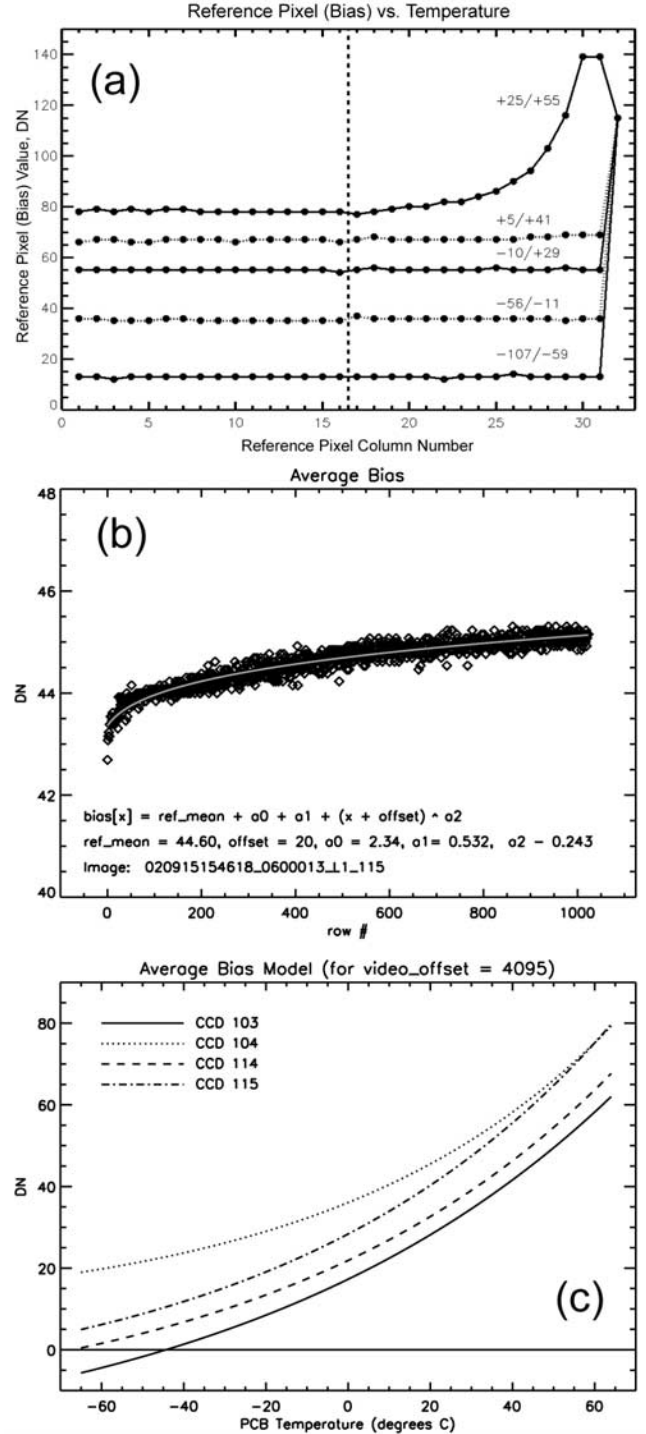 Reference Pixel (Bias) vs. Temperature
(a)
Reference Pixel (Bias) Value, DN
140
120
100
80
60
40
20
0
+25/+55
+5/+41
-10/+29
-56/-11
-107/-59
0 5 10 15 20 25 30
Reference Pixel Column Number
Average Bias
(b)
DN
48
46
44
42
40
bias[x] = ref_mean + a0 + a1 + (x + offset) ^ a2
ref_mean = 44.60, offset = 20, a0 = 2.34, a1= 0.532, a2 - 0.243
Image: 020915154618_0600013_L1_115
0 200 400 600 800 1000
row #
Average Bias Model (for video_offset = 4095)
CCD 103
CCD 104
CCD 114
CCD 115
DN
80
60
40
20
0
(c)
-60 -40 -20 0 20 40 60
PCB Temperature (degrees C)